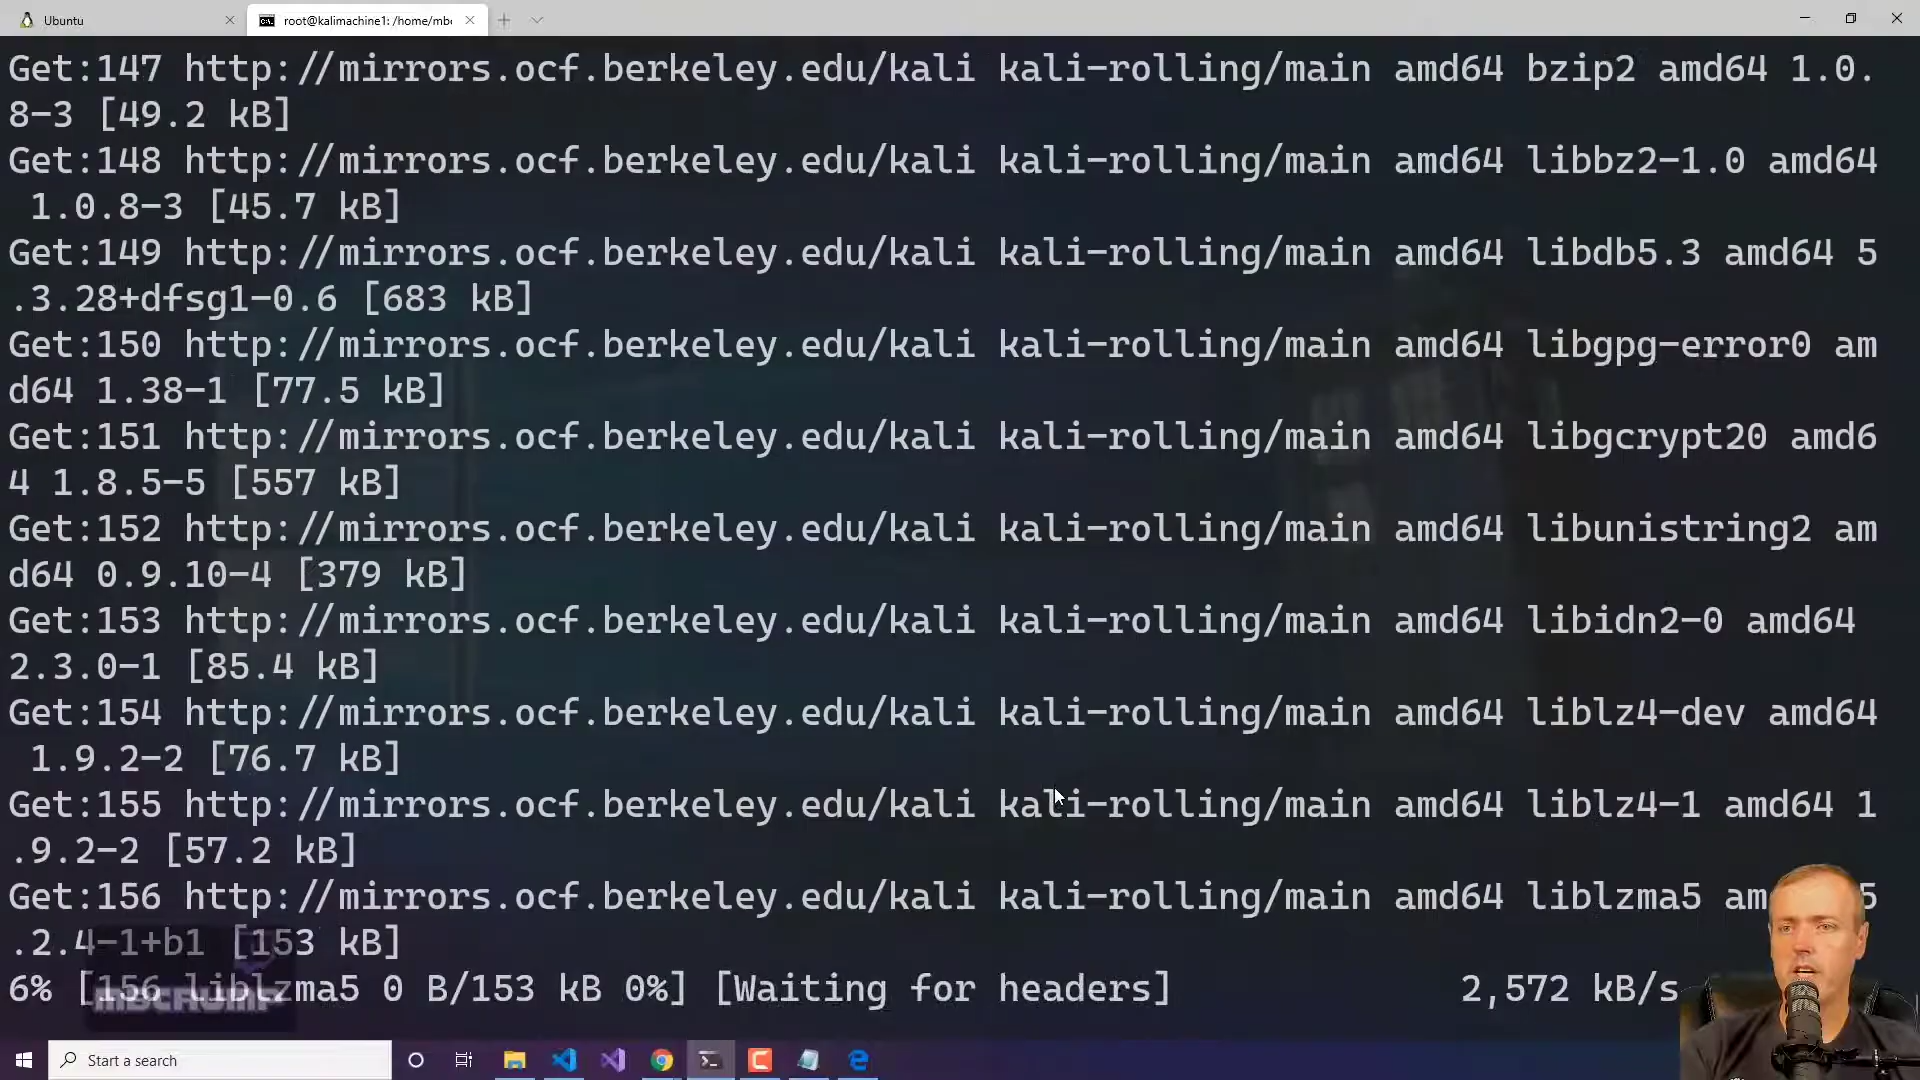 Ubuntu
root@kalimachine1: /home/mb
Get:147 http://mirrors.ocf.berkeley.edu/kali kali-rolling/main amd64 bzip2 amd64 1.0.
8-3 [49.2 kB]
Get:148 http://mirrors.ocf.berkeley.edu/kali kali-rolling/main amd64 libbz2-1.0 amd64
1.0.8-3 [45.7 kB]
Get:149 http://mirrors.ocf.berkeley.edu/kali kali-rolling/main amd64 libdb5.3 amd64 5
.3.28+dfsg1-0.6 [683 kB]
Get:150 http://mirrors.ocf.berkeley.edu/kali kali-rolling/main amd64 libgpg-error0 am
d64 1.38-1 [77.5 kB]
Get:151 http://mirrors.ocf.berkeley.edu/kali kali-rolling/main amd64 libgcrypt20 amd6
4 1.8.5-5 [557 kB]
Get:152 http://mirrors.ocf.berkeley.edu/kali kali-rolling/main amd64 libunistring2 am
d64 0.9.10-4 [379 kB]
Get:153 http://mirrors.ocf.berkeley.edu/kali kali-rolling/main amd64 libidn2-0 amd64
2.3.0-1 [85.4 kB]
Get:154 http://mirrors.ocf.berkeley.edu/kali kali-rolling/main amd64 liblz4-dev amd64
1.9.2-2 [76.7 kB]
Get:155 http://mirrors.ocf.berkeley.edu/kali kali-rolling/main amd64 liblz4-1 amd64 1
.9.2-2 [57.2 kB]
Get:156 http://mirrors.ocf.berkeley.edu/kali kali-rolling/main amd64 liblzma5 am 5
.2.4-1+b1 [153 kB]
6% [156 liblzma5 0 B/153 kB 0%] [Waiting for headers] 2,572 kB/s
MBCRUMP
Start a search